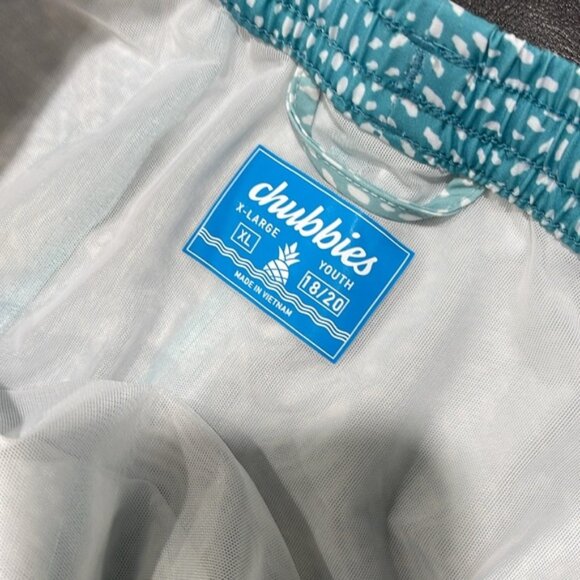 chubbies
X-LARGE YOUTH
XL 18/20
MADE IN VIETNAM